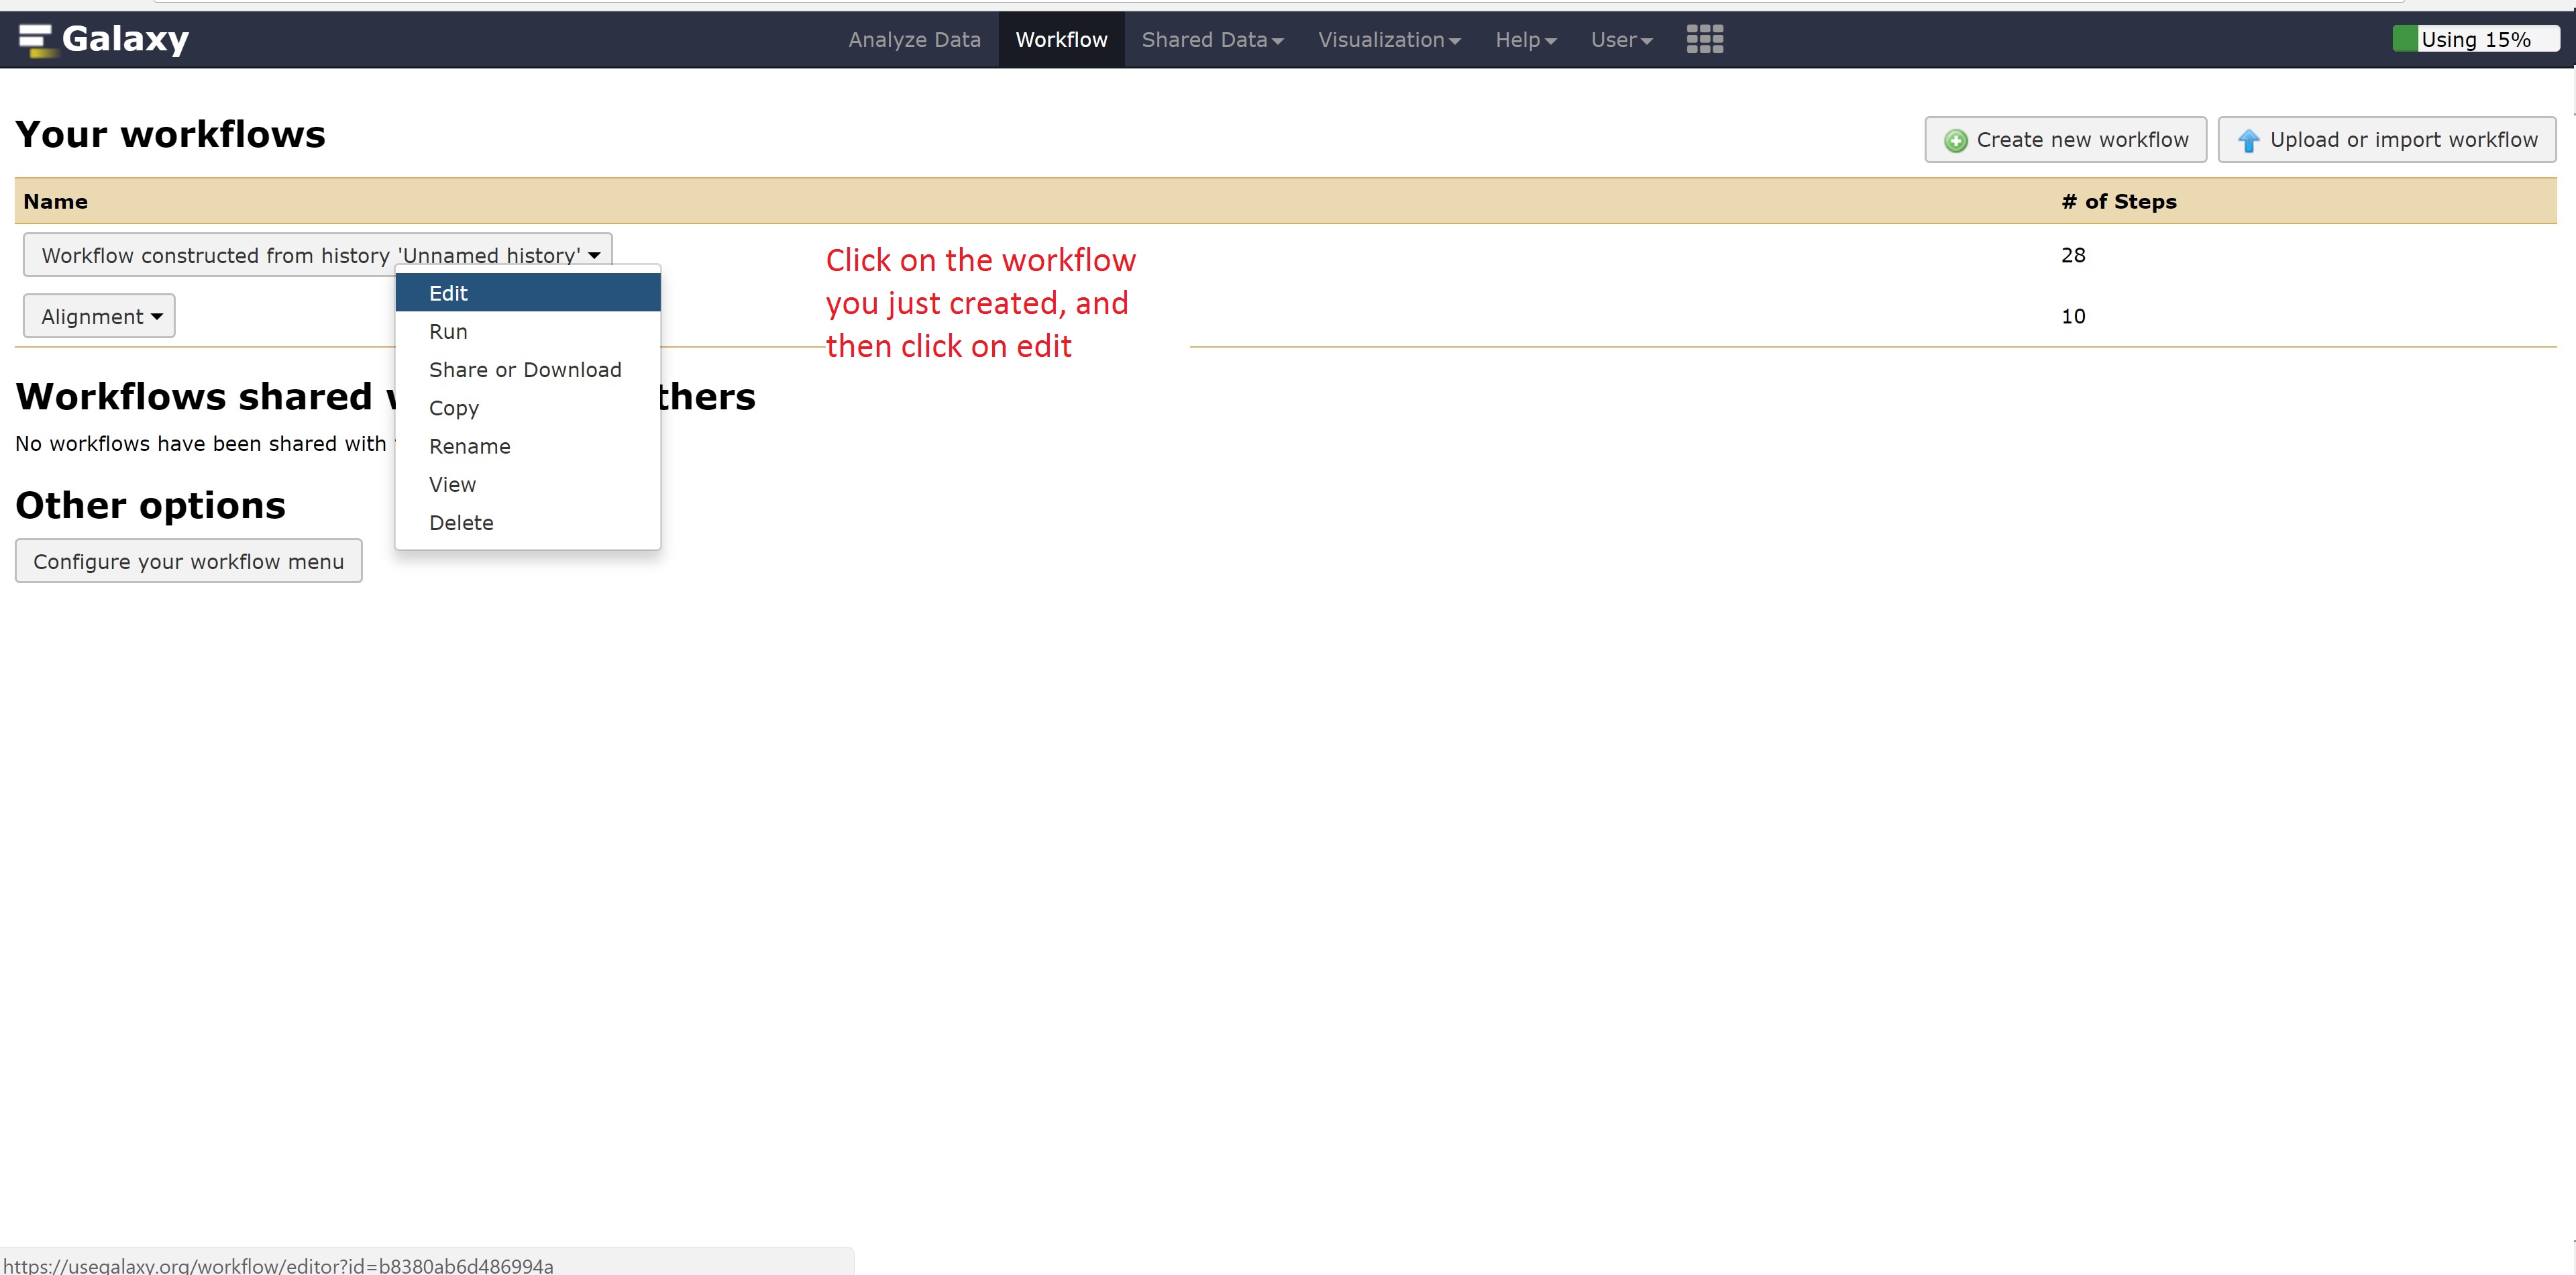 Galaxy
Analyze Data Workflow Shared Data Visualization Help User
Using 15%
Your workflows
Create new workflow
Upload or import workflow
Name # of Steps
Workflow constructed from history 'Unnamed history' 28
Alignment 10
Edit
Run
Share or Download
Copy
Rename
View
Delete
Click on the workflow
you just created, and
then click on edit
Workflows shared thers
No workflows have been shared with
Other options
Configure your workflow menu
https://usegalaxy.org/workflow/editor?id=b8380ab6d486994a